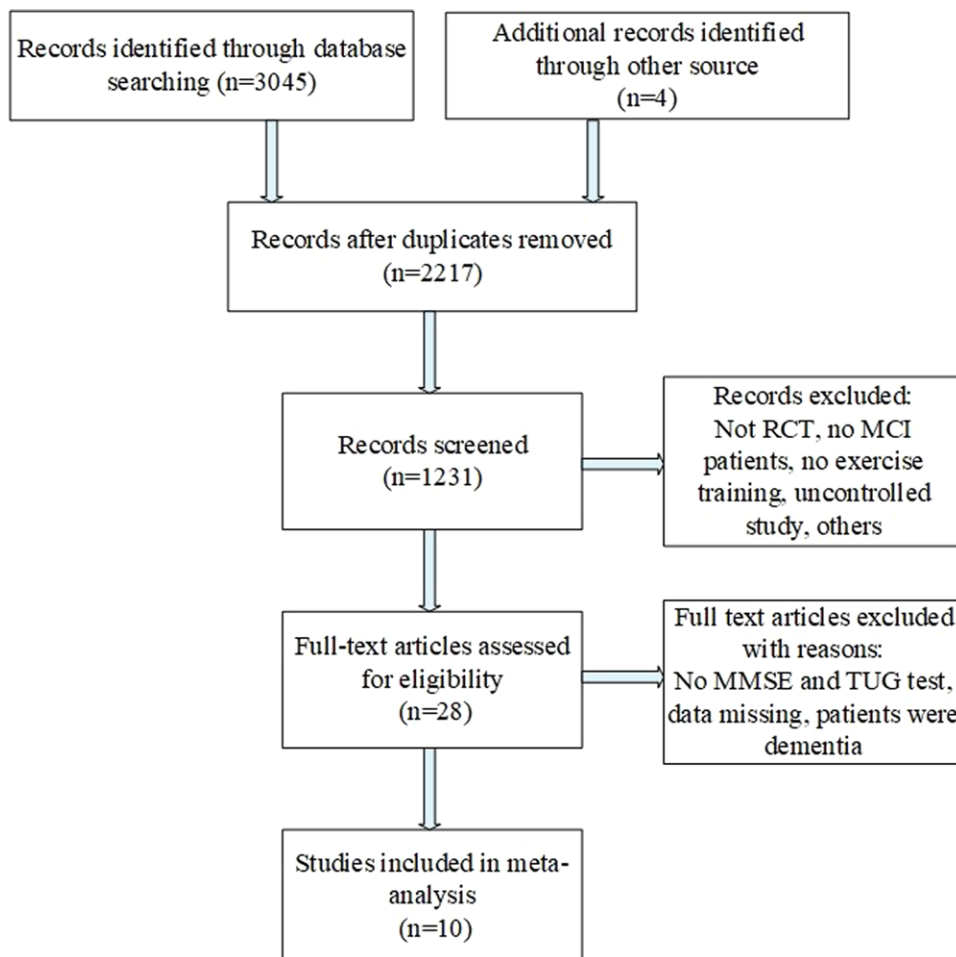 Records identified through database
searching (n=3045)
Additional records identified
through other source
(n=4)
Records after duplicates removed
(n=2217)
Records screened
(n=1231)
Records excluded:
Not RCT, no MCI
patients, no exercise
training, uncontrolled
study, others
Full-text articles assessed
for eligibility
(n=28)
Full text articles excluded
with reasons:
No MMSE and TUG test,
data missing, patients were
dementia
Studies included in meta-
analysis
(n=10)